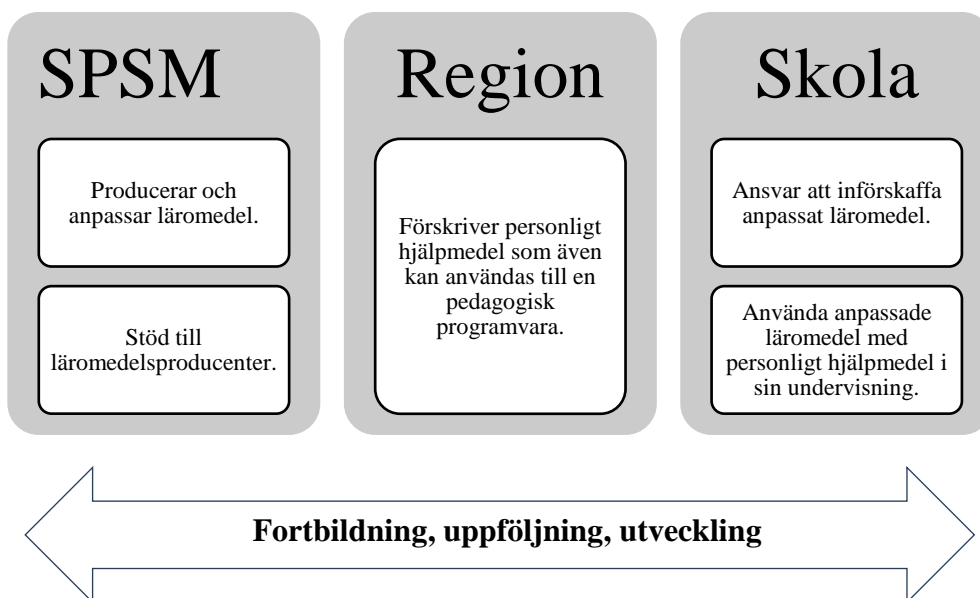 SPSM
Producerar och
anpassar läromedel.
Stöd till
läromedelsproducenter.
Region
Förskriver personligt
hjälpmedel som även
kan användas till en
pedagogisk
programvara.
Skola
Ansvar att införskaffa
anpassat läromedel.
Använda anpassade
läromedel med
personligt hjälpmedel i
sin undervisning.
Fortbildning, uppföljning, utveckling